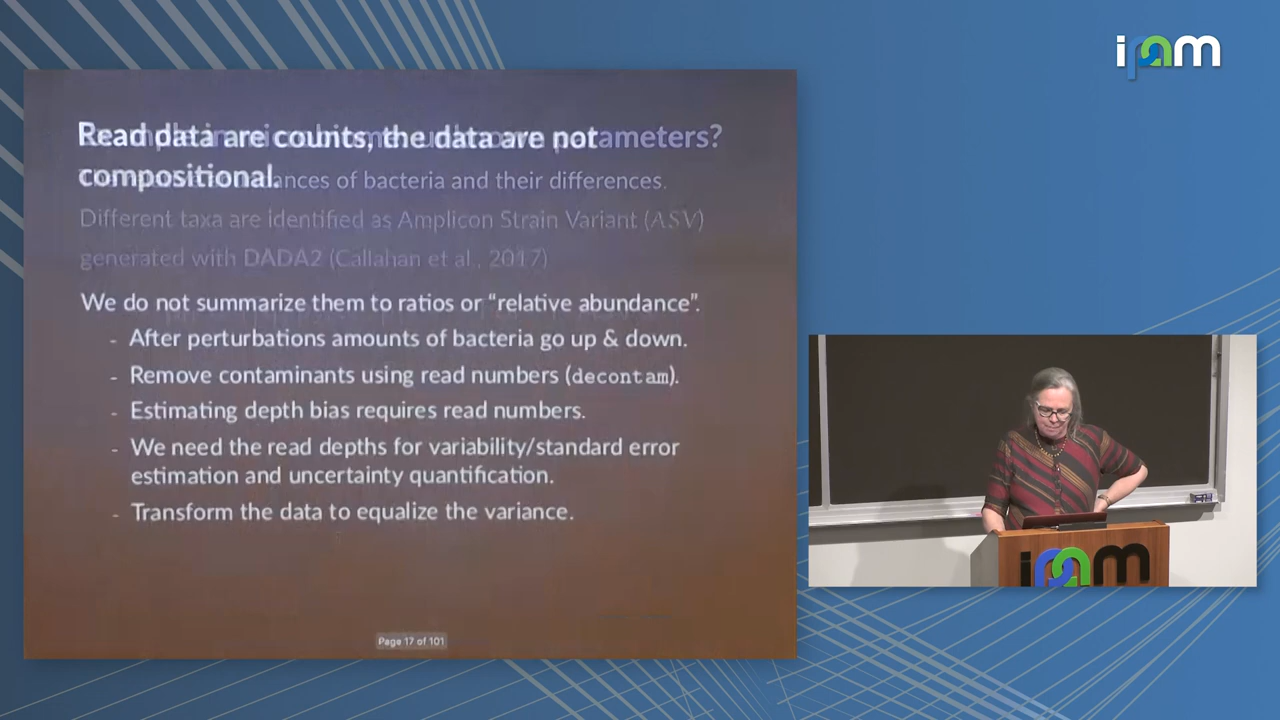 ipam
Read data are counts, the data are not
parameters?
compositional.
abundances of bacteria and their differences.
Different taxa are identified as Amplicon Strain Variant (ASV)
generated with DADA2 (Callahan et al., 2017)
We do not summarize them to ratios or “relative abundance”.
- After perturbations amounts of bacteria go up & down.
- Remove contaminants using read numbers (decontam).
- Estimating depth bias requires read numbers.
- We need the read depths for variability/standard error
estimation and uncertainty quantification.
- Transform the data to equalize the variance.
Page 17 of 101
ipam